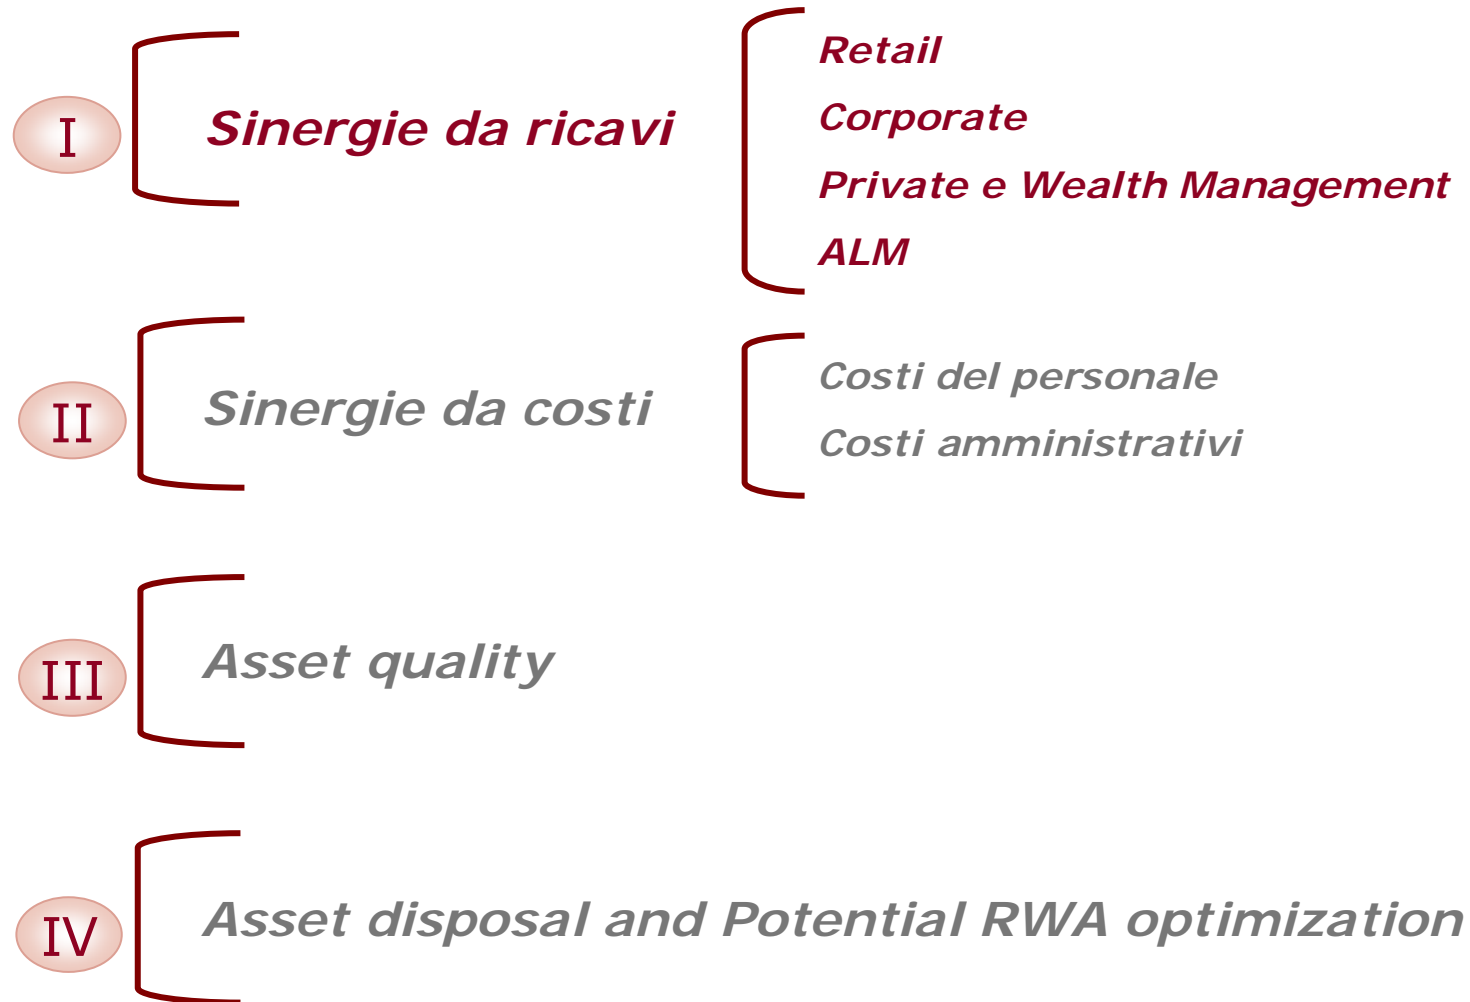 I
Sinergie da ricavi
Retail
Corporate
Private e Wealth Management
ALM
II
Sinergie da costi
Costi del personale
Costi amministrativi
III
Asset quality
IV
Asset disposal and Potential RWA optimization